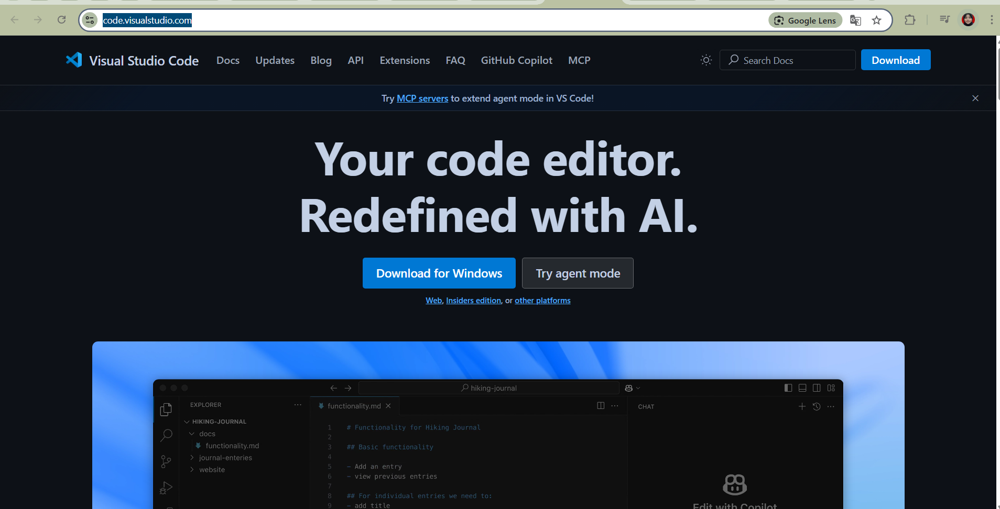 code.visualstudio.com
Google Lens
Visual Studio Code Docs Updates Blog API Extensions FAQ GitHub Copilot MCP Search Docs Download
Try MCP servers to extend agent mode in VS Code!
Your code editor.
Redefined with AI.
Download for Windows
Try agent mode
Web, Insiders edition, or other platforms
hiking-journal
EXPLORER
HIKING-JOURNAL
docs
functionality.md
journal-enteries
website
functionality.md
1 # Functionality for Hiking Journal
2
3 ## Basic functionality
4
5 - Add an entry
6 - view previous entries
7
8 ## For individual entries we need to:
9 - add title
CHAT
Edit with Copilot